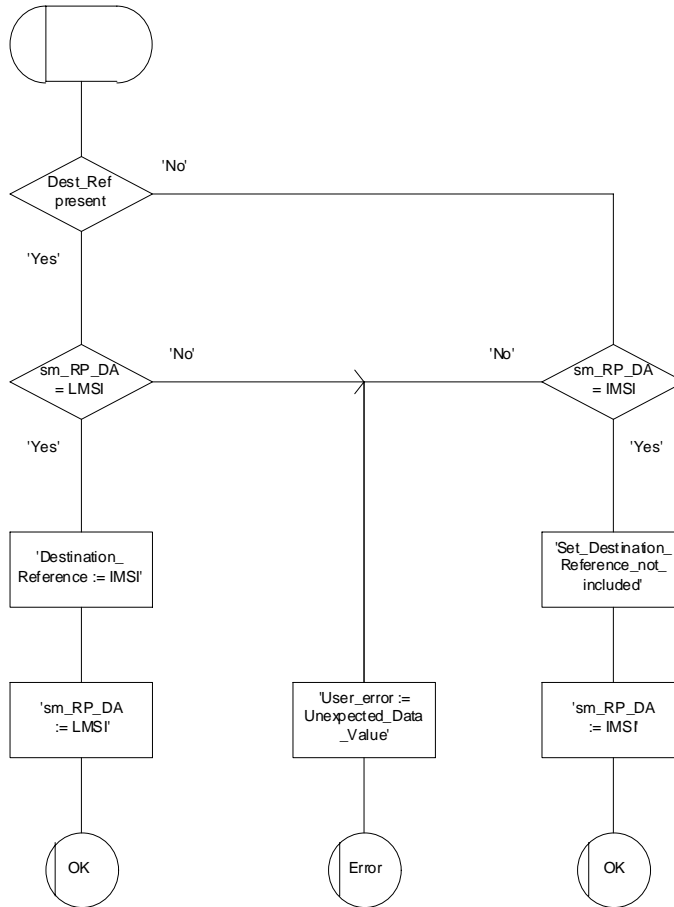 'No'
Dest_Ref
present
'Yes'
'No'
'No'
sm_RP_DA
= LMSI
sm_RP_DA
= IMSI
'Yes'
'Yes'
'Destination_
Reference := IMSI'
'Set_Destination_
Reference_not_
included'
'sm_RP_DA
:= LMSI'
'User_error :=
Unexpected_Data
_Value'
'sm_RP_DA
:= IMSI'
OK
Error
OK